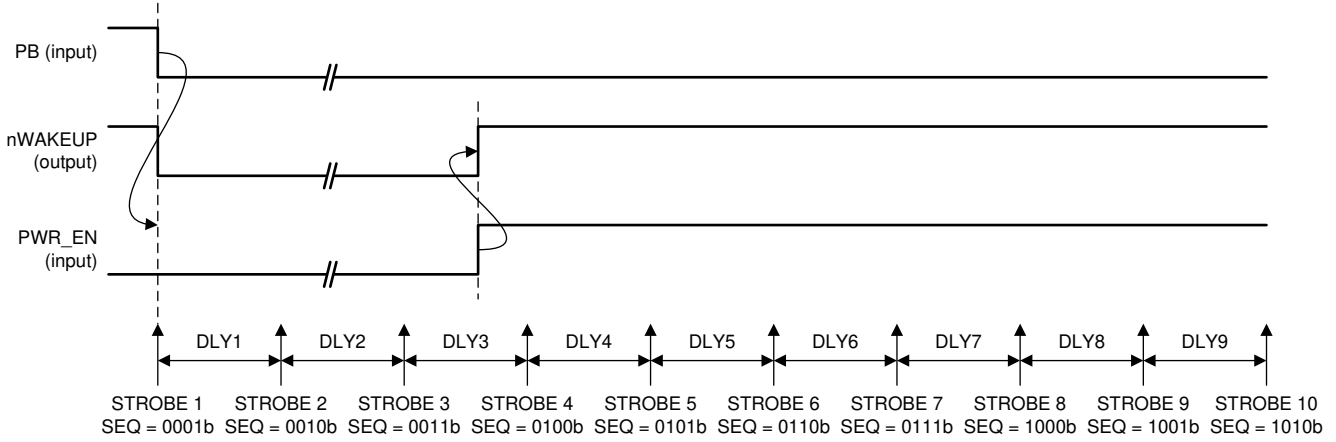 PB (input)
nWAKEUP
(output)
PWR_EN
(input)
DLY1 DLY2 DLY3 DLY4 DLY5 DLY6 DLY7 DLY8 DLY9
STROBE 1 STROBE 2 STROBE 3 STROBE 4 STROBE 5 STROBE 6 STROBE 7 STROBE 8 STROBE 9 STROBE 10
SEQ = 0001b SEQ = 0010b SEQ = 0011b SEQ = 0100b SEQ = 0101b SEQ = 0110b SEQ = 0111b SEQ = 1000b SEQ = 1001b SEQ = 1010b